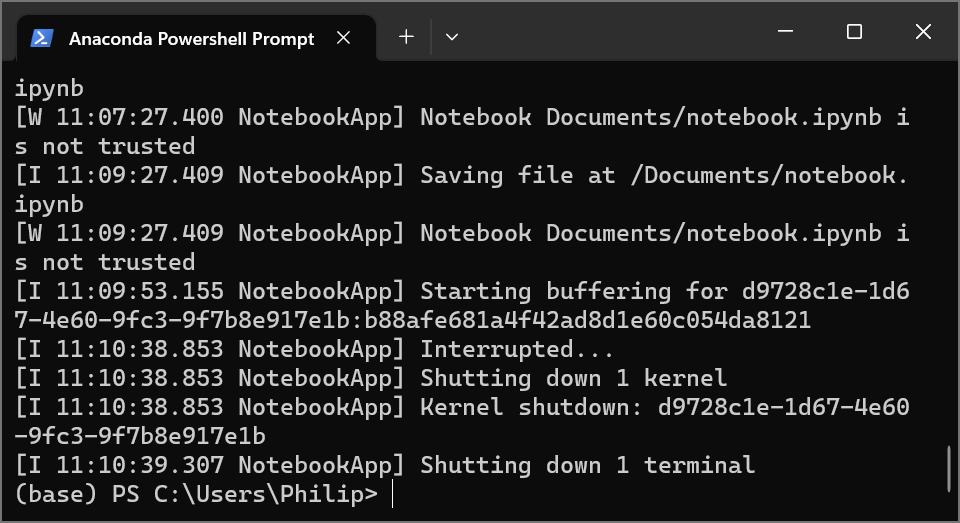 Anaconda Powershell Prompt
ipynb
[W 11:07:27.400 NotebookApp] Notebook Documents/notebook.ipynb i
s not trusted
[I 11:09:27.409 NotebookApp] Saving file at /Documents/notebook.
ipynb
[W 11:09:27.409 NotebookApp] Notebook Documents/notebook.ipynb i
s not trusted
[I 11:09:53.155 NotebookApp] Starting buffering for d9728c1e-1d6
7-4e60-9fc3-9f7b8e917e1b:b88afe681a4f42ad8d1e60c054da8121
[I 11:10:38.853 NotebookApp] Interrupted...
[I 11:10:38.853 NotebookApp] Shutting down 1 kernel
[I 11:10:38.853 NotebookApp] Kernel shutdown: d9728c1e-1d67-4e60
-9fc3-9f7b8e917e1b
[I 11:10:39.307 NotebookApp] Shutting down 1 terminal
(base) PS C:\Users\Philip>